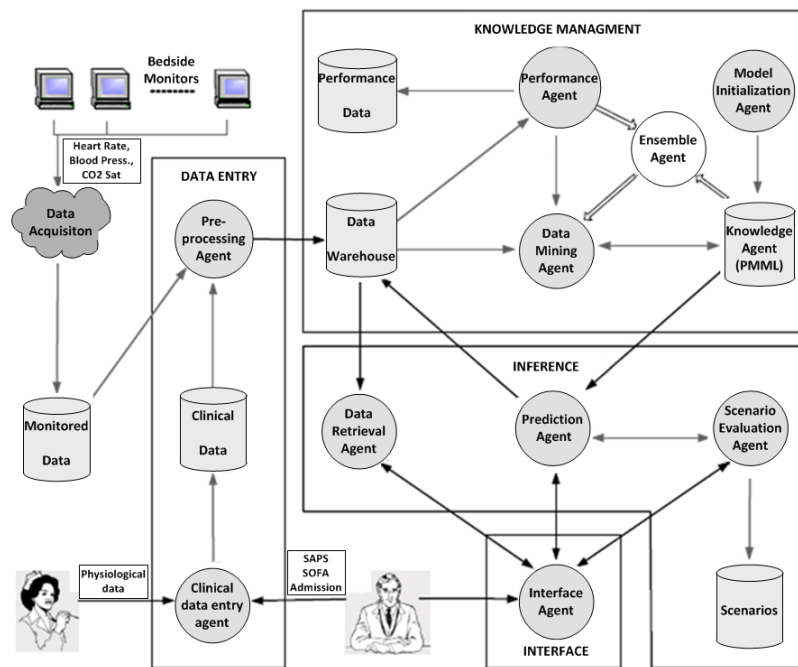 KNOWLEDGE MANAGMENT
Bedside
Monitors
Performance
Data
Performance
Agent
Model
Initialization
Agent
Ensemble
Agent
Heart Rate,
Blood Press.,
CO2 Sat
DATA ENTRY
Data
Acquisiton
Pre-
processing
Agent
Data
Warehouse
Data
Mining
Agent
Knowledge
Agent
(PMML)
INFERENCE
Monitored
Data
Clinical
Data
Data
Retrieval
Agent
Prediction
Agent
Scenario
Evaluation
Agent
Physiological
data
SAPS
SOFA
Admission
Clinical
data entry
agent
Interface
Agent
Scenarios
INTERFACE